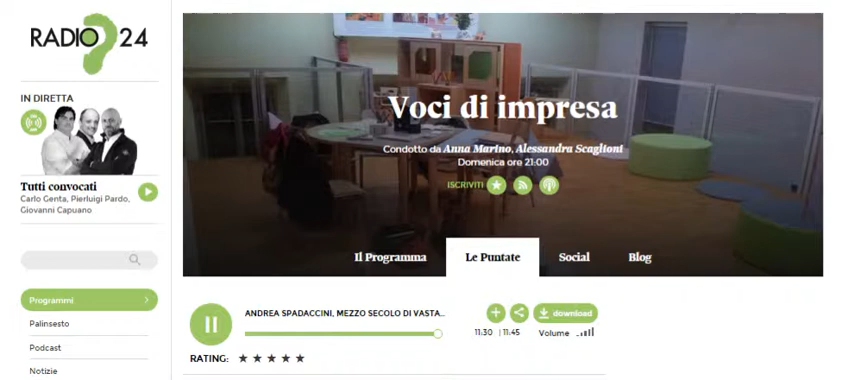 RADIO 24
IN DIRETTA
Tutti convocati
Carlo Genta, Pierluigi Pardo,
Giovanni Capuano
Programmi
Palinsesto
Podcast
Notizie
Voci di impresa
Condotto da Anna Marino, Alessandra Scaglioni
Domenica ore 21:00
ISCRIVITI
Il Programma Le Puntate Social Blog
ANDREA SPADACCINI, MEZZO SECOLO DI VASTA...
download
11:30 | 11:45 Volume
RATING: